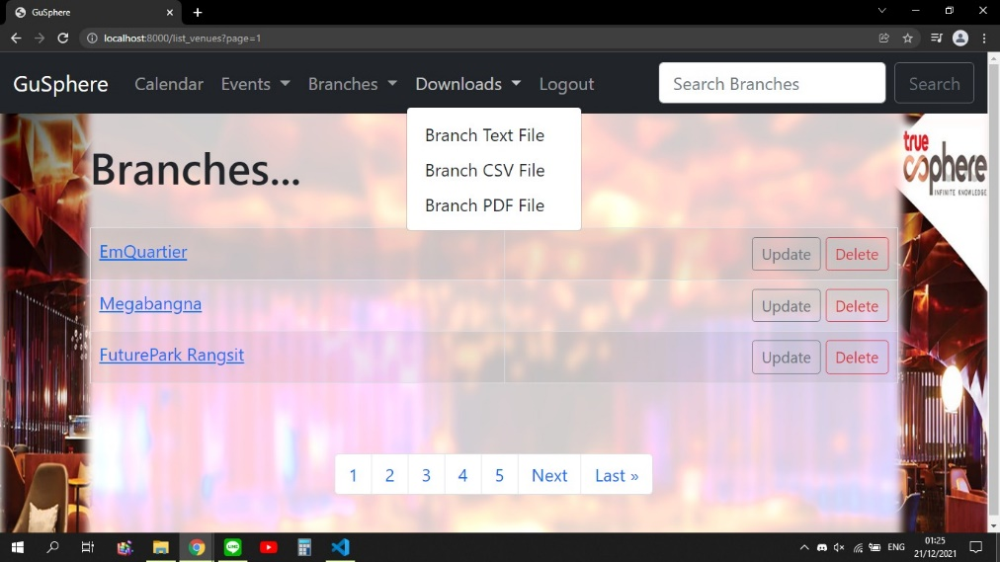 GuSphere
localhost:8000/list_venues?page=1
GuSphere Calendar Events Branches Downloads Logout Search Branches Search
Branch Text File
Branch CSV File
Branch PDF File
Branches...
true
sphere
INFINITE KNOWLEDGE
EmQuartier Update Delete
Megabangna Update Delete
FuturePark Rangsit Update Delete
1 2 3 4 5 Next Last »
LINE
ENG
01:25
21/12/2021